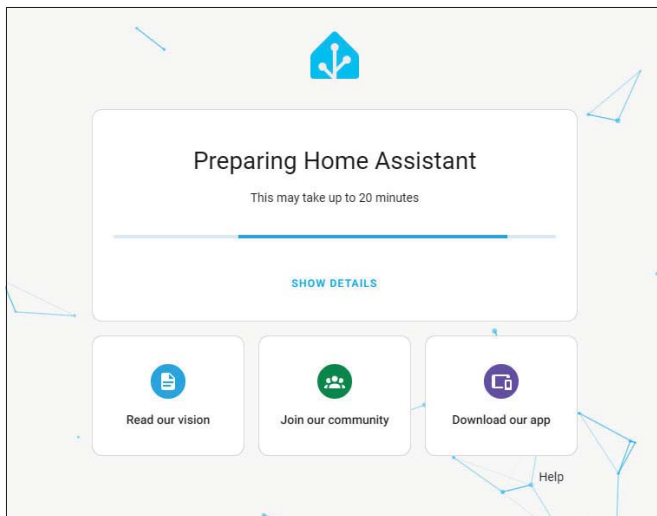 Preparing Home Assistant
This may take up to 20 minutes
SHOW DETAILS
Read our vision
Join our community
Download our app
Help